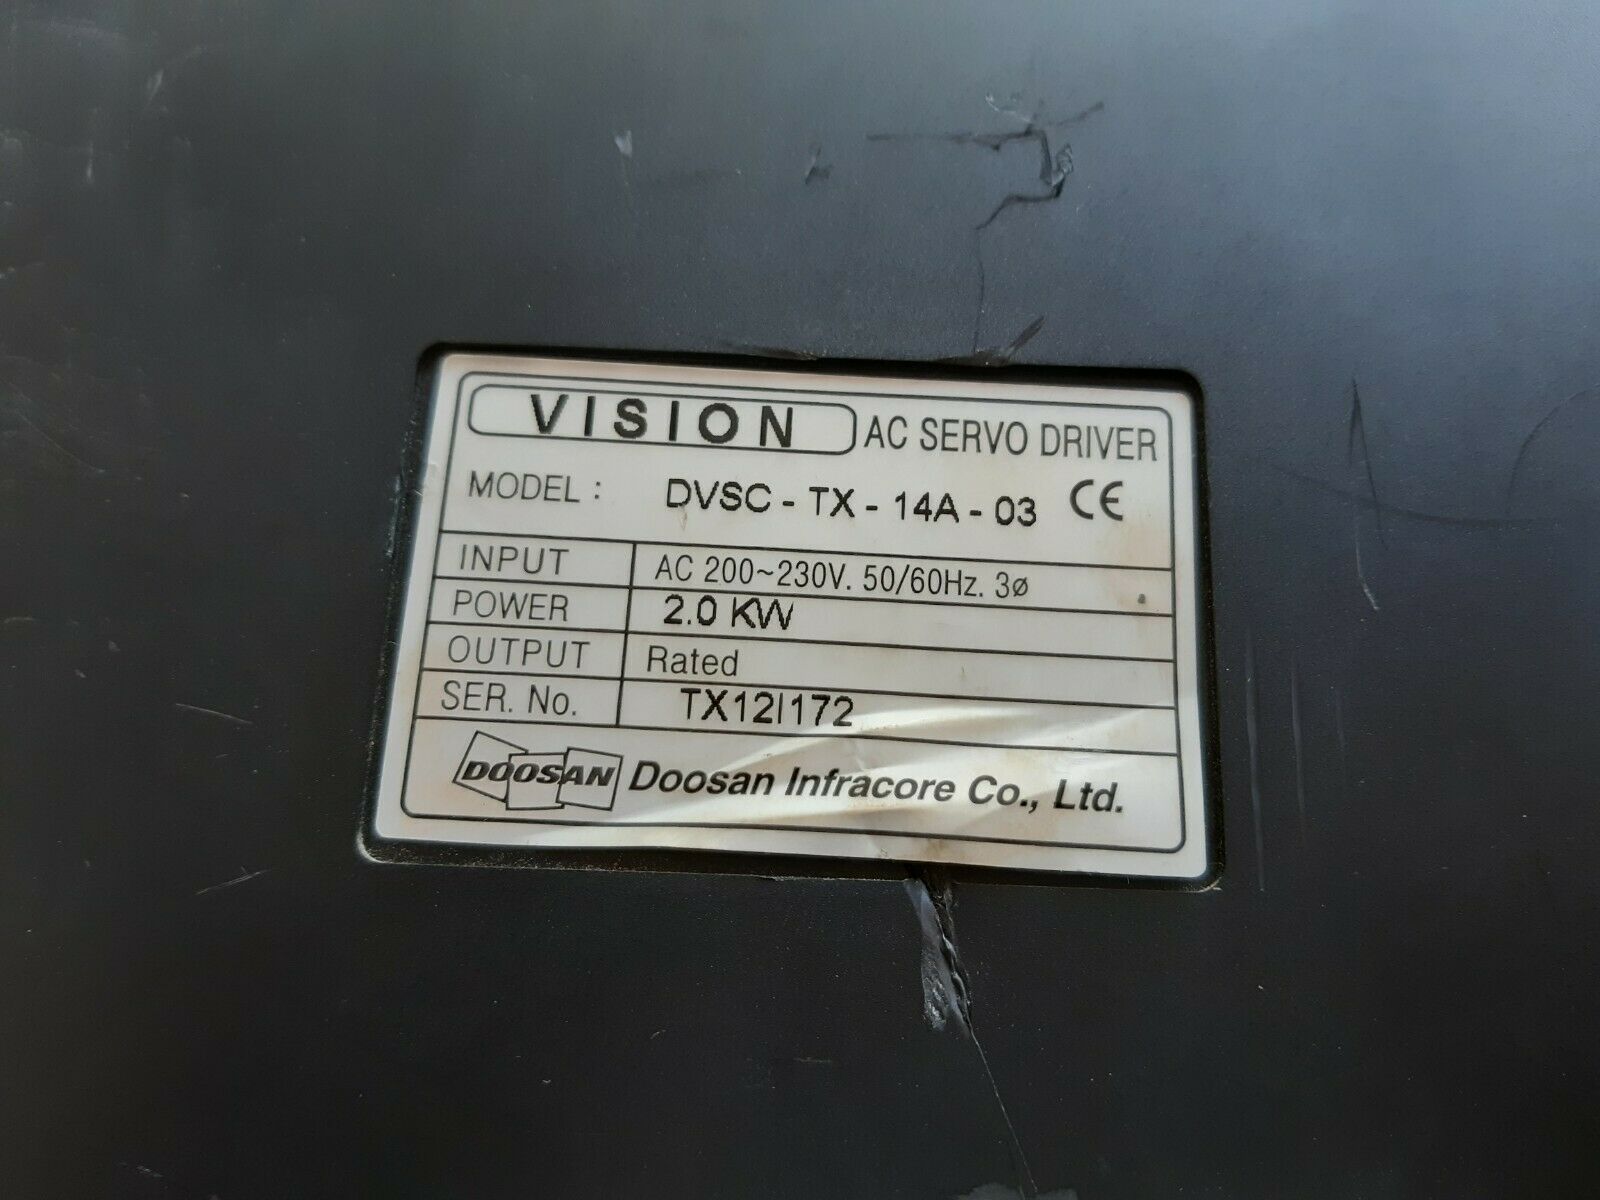 VISION AC SERVO DRIVER
MODEL : DVSC - TX - 14A - 03 CE
INPUT AC 200~230V. 50/60Hz. 3ø
POWER 2.0 KW
OUTPUT Rated
SER. No. TX12I172
DOOSAN Doosan Infracore Co., Ltd.